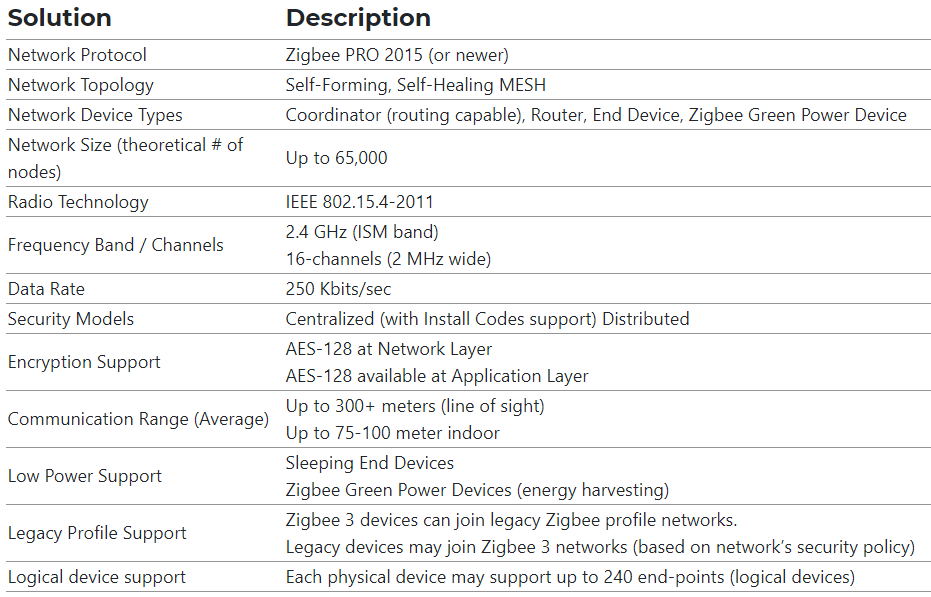 Solution Description
Network Protocol Zigbee PRO 2015 (or newer)
Network Topology Self-Forming, Self-Healing MESH
Network Device Types Coordinator (routing capable), Router, End Device, Zigbee Green Power Device
Network Size (theoretical # of
nodes)
Up to 65,000
Radio Technology IEEE 802.15.4-2011
Frequency Band / Channels
2.4 GHz (ISM band)
16-channels (2 MHz wide)
Data Rate 250 Kbits/sec
Security Models Centralized (with Install Codes support) Distributed
Encryption Support
AES-128 at Network Layer
AES-128 available at Application Layer
Communication Range (Average)
Up to 300+ meters (line of sight)
Up to 75-100 meter indoor
Low Power Support
Sleeping End Devices
Zigbee Green Power Devices (energy harvesting)
Legacy Profile Support
Zigbee 3 devices can join legacy Zigbee profile networks.
Legacy devices may join Zigbee 3 networks (based on network’s security policy)
Logical device support Each physical device may support up to 240 end-points (logical devices)